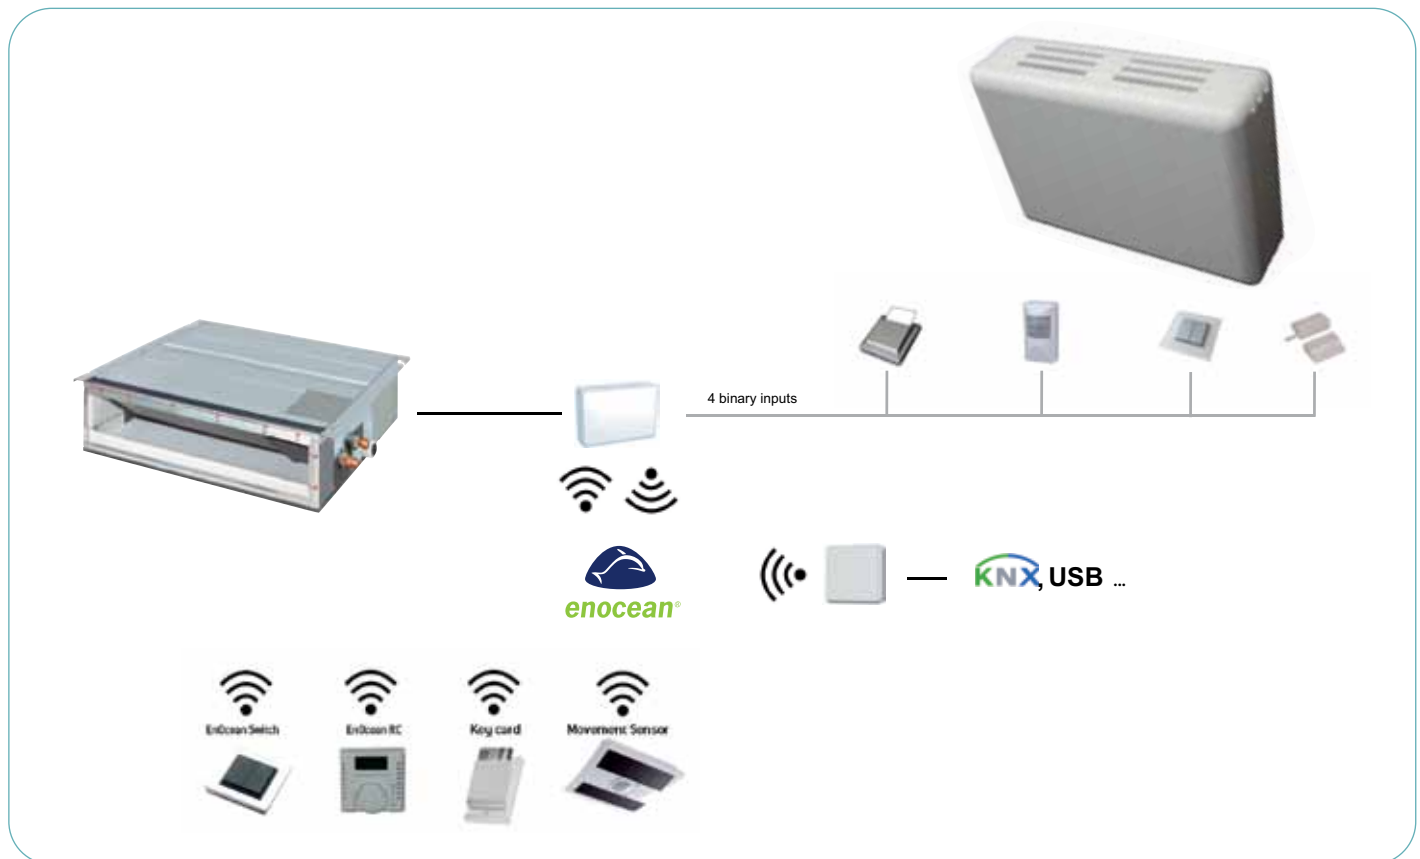 4 binary inputs
enocean®
KNX, USB ...
EnOcean Switch
EnOcean RC
Key card
Movement Sensor